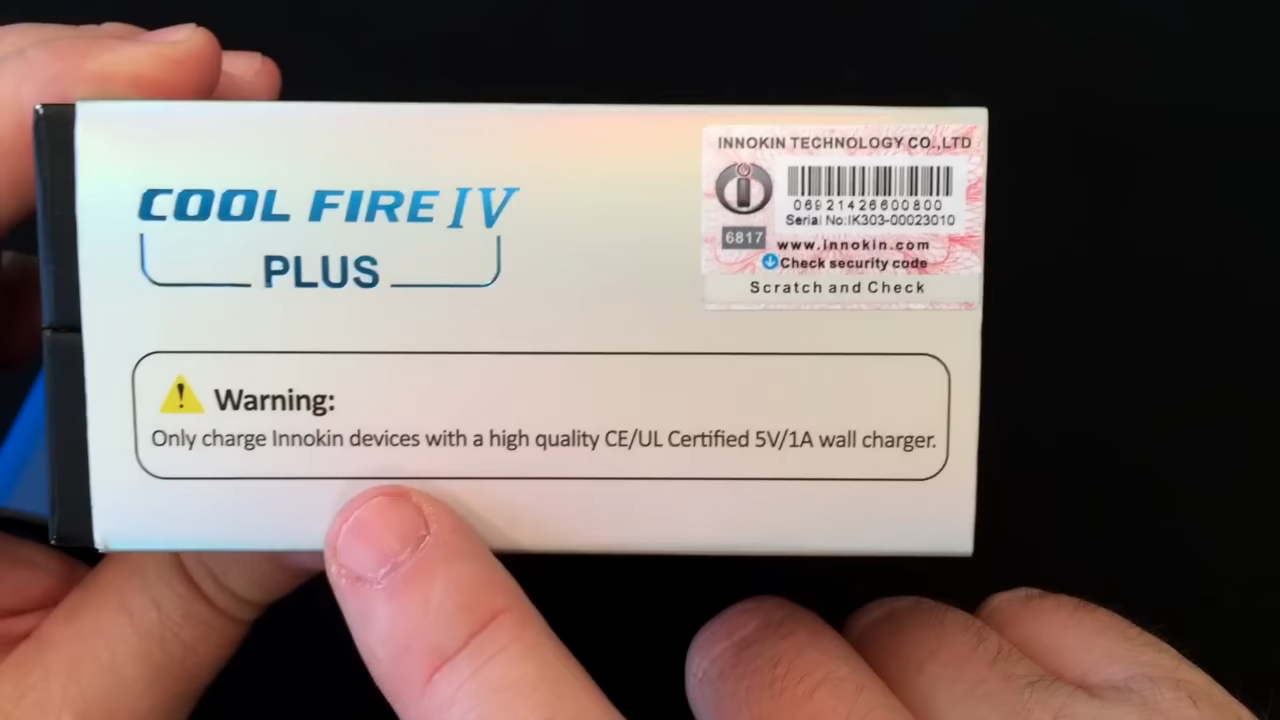 COOL FIRE IV
PLUS
INNOKIN TECHNOLOGY CO.,LTD
06921426600800
Serial No:IK303-00023010
6817
www.innokin.com
Check security code
Scratch and Check
Warning:
Only charge Innokin devices with a high quality CE/UL Certified 5V/1A wall charger.